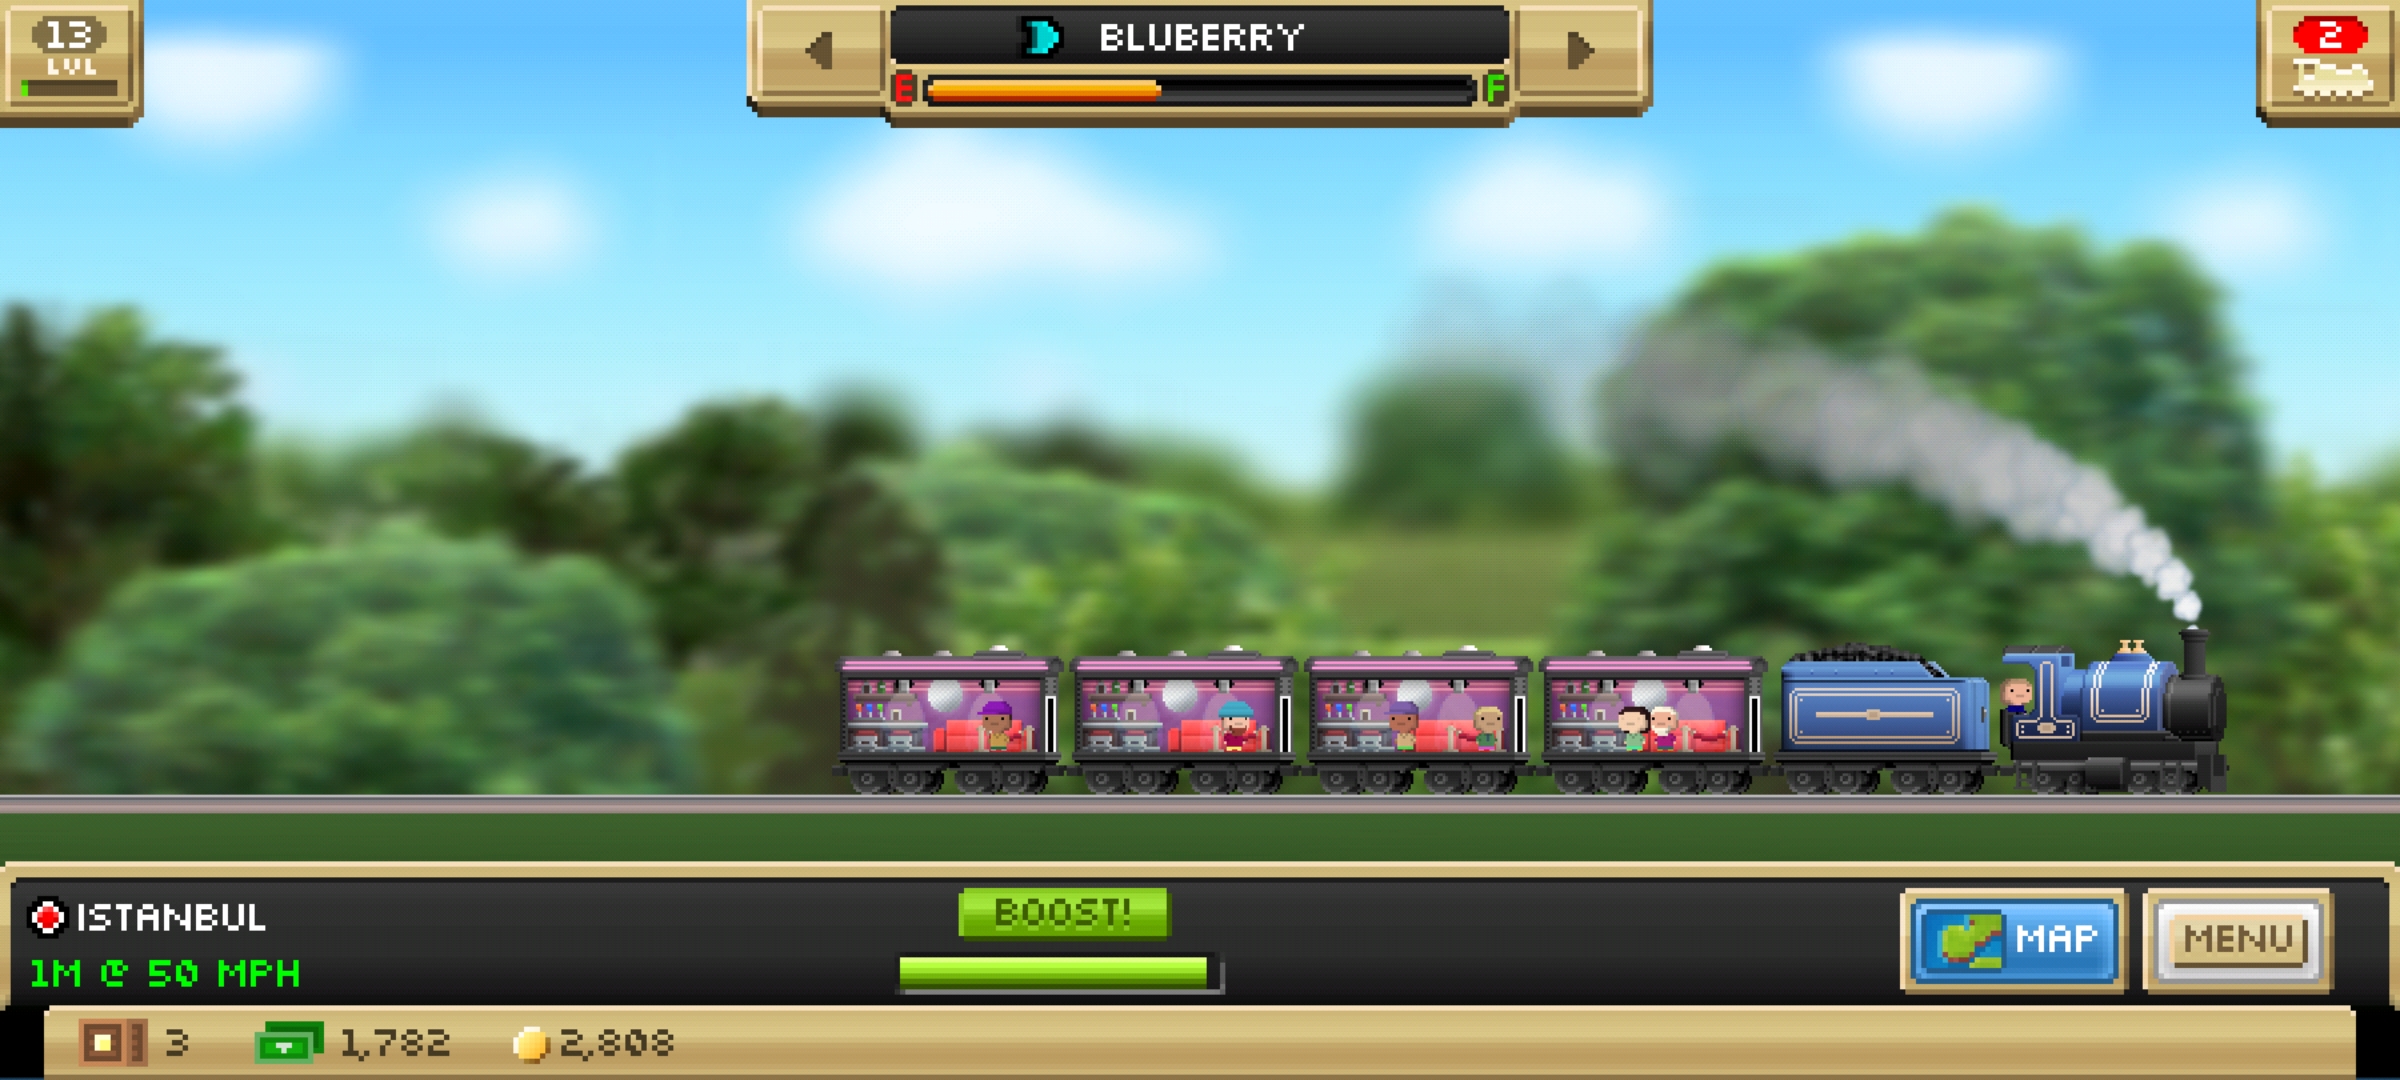 13
LVL
BLUBERRY
E F
2
ISTANBUL
1M @ 50 MPH
BOOST!
MAP
MENU
3 1,782 2,808